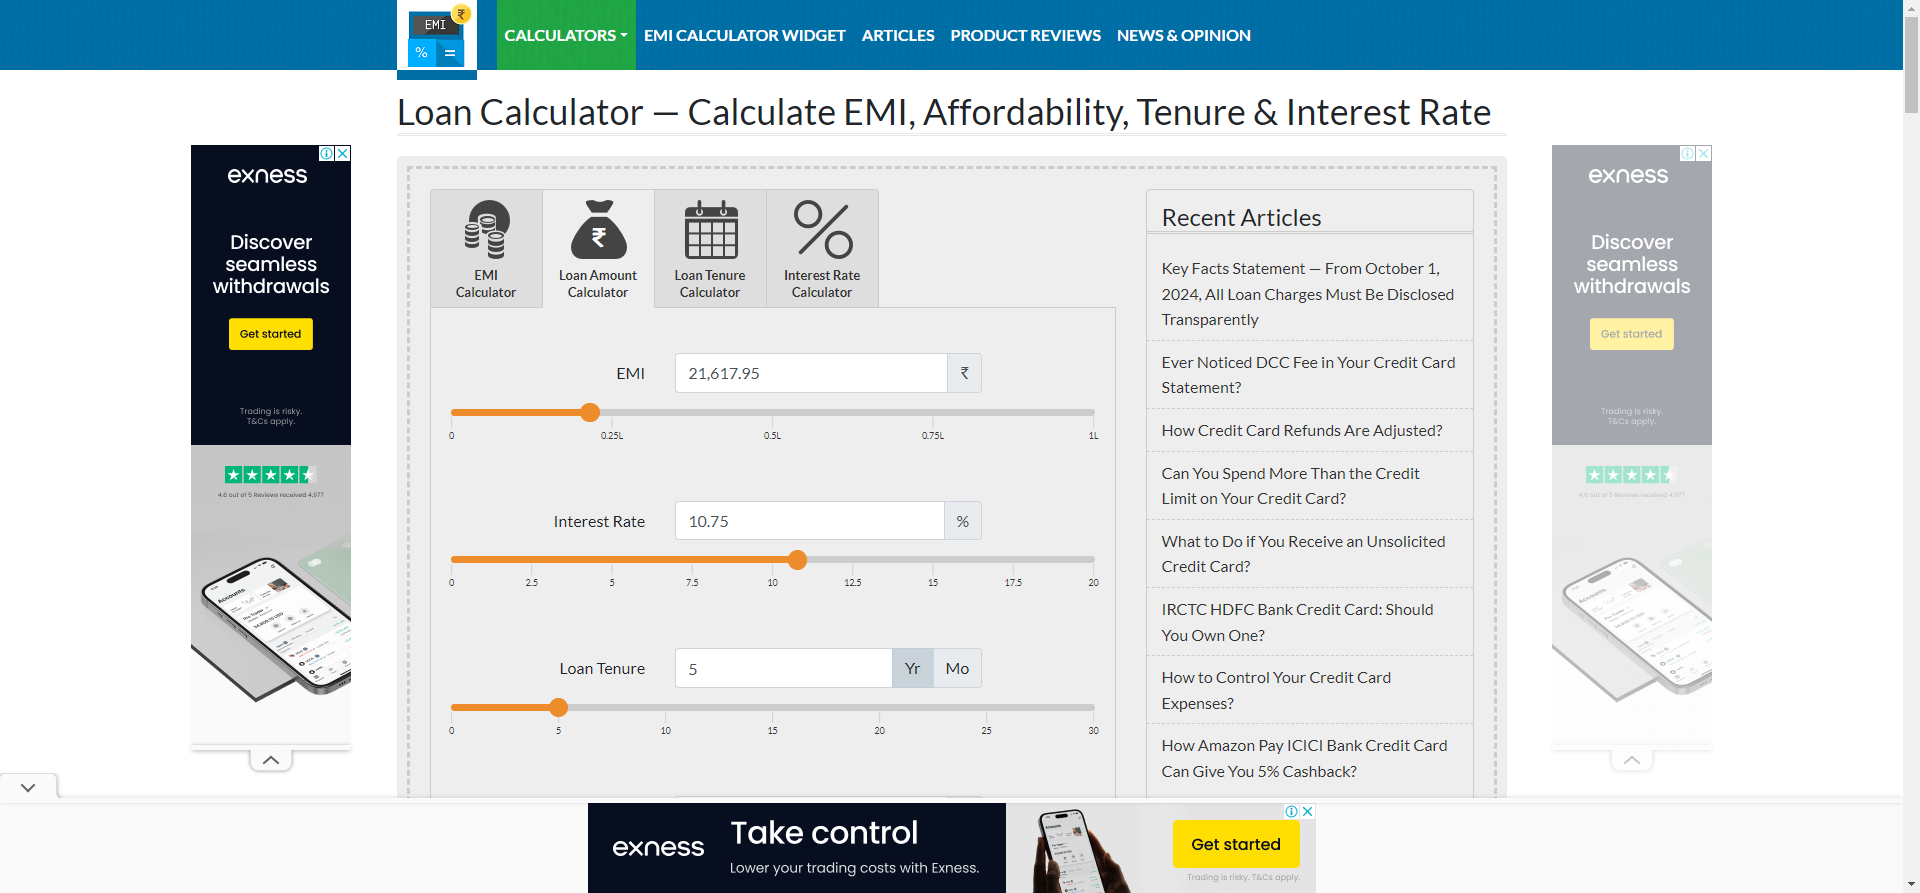 EMI
₹
%
=
CALCULATORS
EMI CALCULATOR WIDGET
ARTICLES
PRODUCT REVIEWS
NEWS & OPINION
Loan Calculator — Calculate EMI, Affordability, Tenure & Interest Rate
exness
Discover
seamless
withdrawals
Get started
Trading is risky.
T&Cs apply.
4.6 out of 5 Reviews received 4,977
Accounts
EMI
Calculator
₹
Loan Amount
Calculator
Loan Tenure
Calculator
Interest Rate
Calculator
EMI
21,617.95
₹
0
0.25L
0.5L
0.75L
1L
Interest Rate
10.75
%
0
2.5
5
7.5
10
12.5
15
17.5
20
Loan Tenure
5
Yr
Mo
0
5
10
15
20
25
30
Recent Articles
Key Facts Statement — From October 1,
2024, All Loan Charges Must Be Disclosed
Transparently
Ever Noticed DCC Fee in Your Credit Card
Statement?
How Credit Card Refunds Are Adjusted?
Can You Spend More Than the Credit
Limit on Your Credit Card?
What to Do if You Receive an Unsolicited
Credit Card?
IRCTC HDFC Bank Credit Card: Should
You Own One?
How to Control Your Credit Card
Expenses?
How Amazon Pay ICICI Bank Credit Card
Can Give You 5% Cashback?
exness
Discover
seamless
withdrawals
Get started
Trading is risky.
T&Cs apply.
4.6 out of 5 Reviews received 4,977
Accounts
exness
Take control
Lower your trading costs with Exness.
Get started
Trading is risky. T&Cs apply.